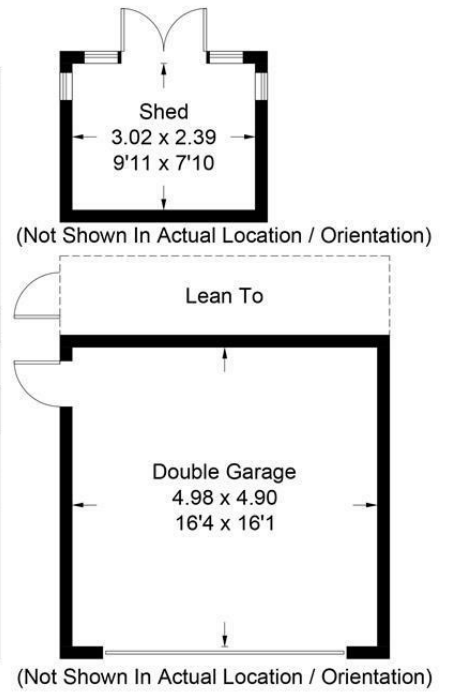 Shed
3.02 x 2.39
9'11 x 7'10
(Not Shown In Actual Location / Orientation)
Lean To
Double Garage
4.98 x 4.90
16'4 x 16'1
(Not Shown In Actual Location / Orientation)